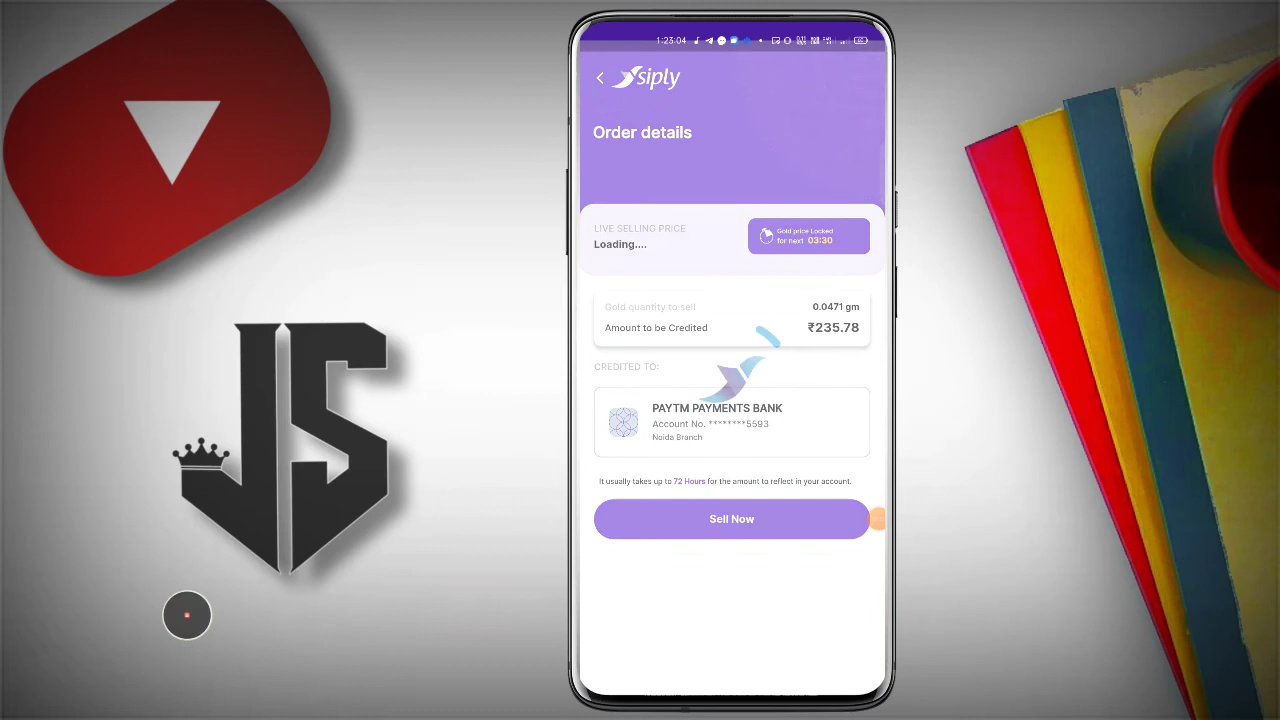 JS
1:23:04
siply
Order details
LIVE SELLING PRICE
Loading....
Gold price Locked
for next 03:30
Gold quantity to sell
0.0471 gm
Amount to be Credited
₹235.78
CREDITED TO:
PAYTM PAYMENTS BANK
Account No. ********5593
Noida Branch
It usually takes up to 72 Hours for the amount to reflect in your account.
Sell Now